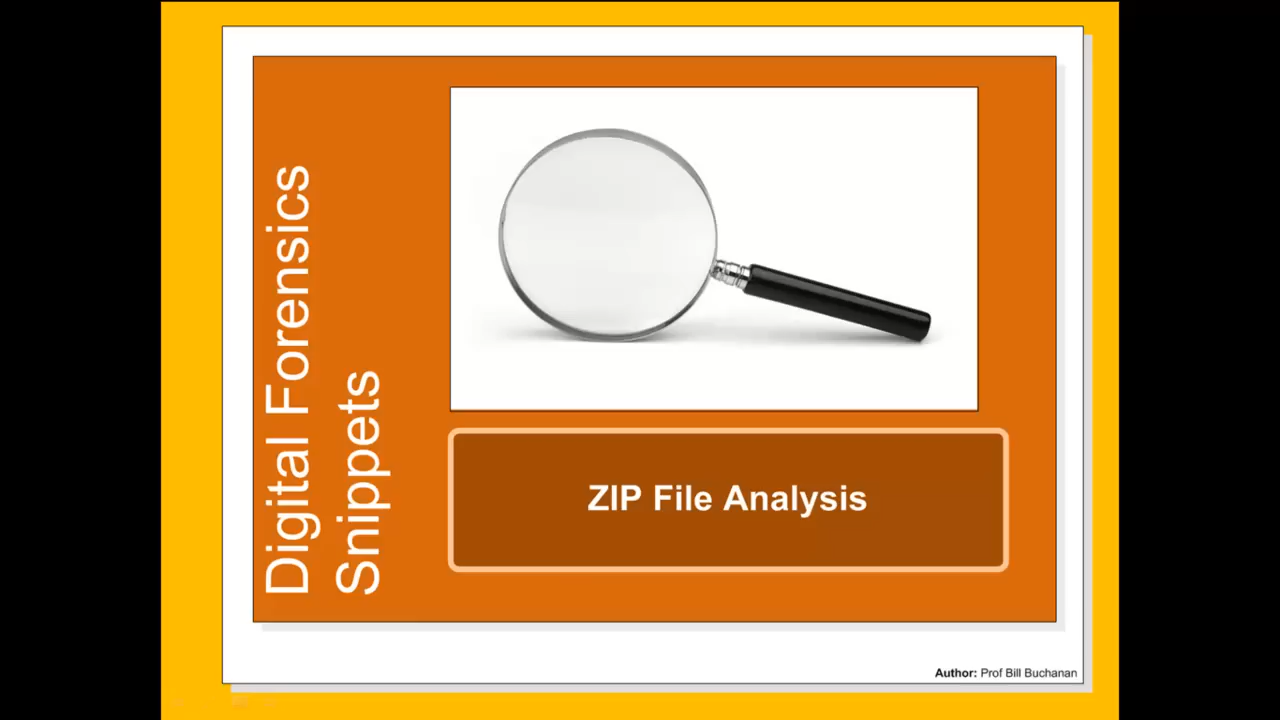 Digital Forensics
Snippets
ZIP File Analysis
Author: Prof Bill Buchanan